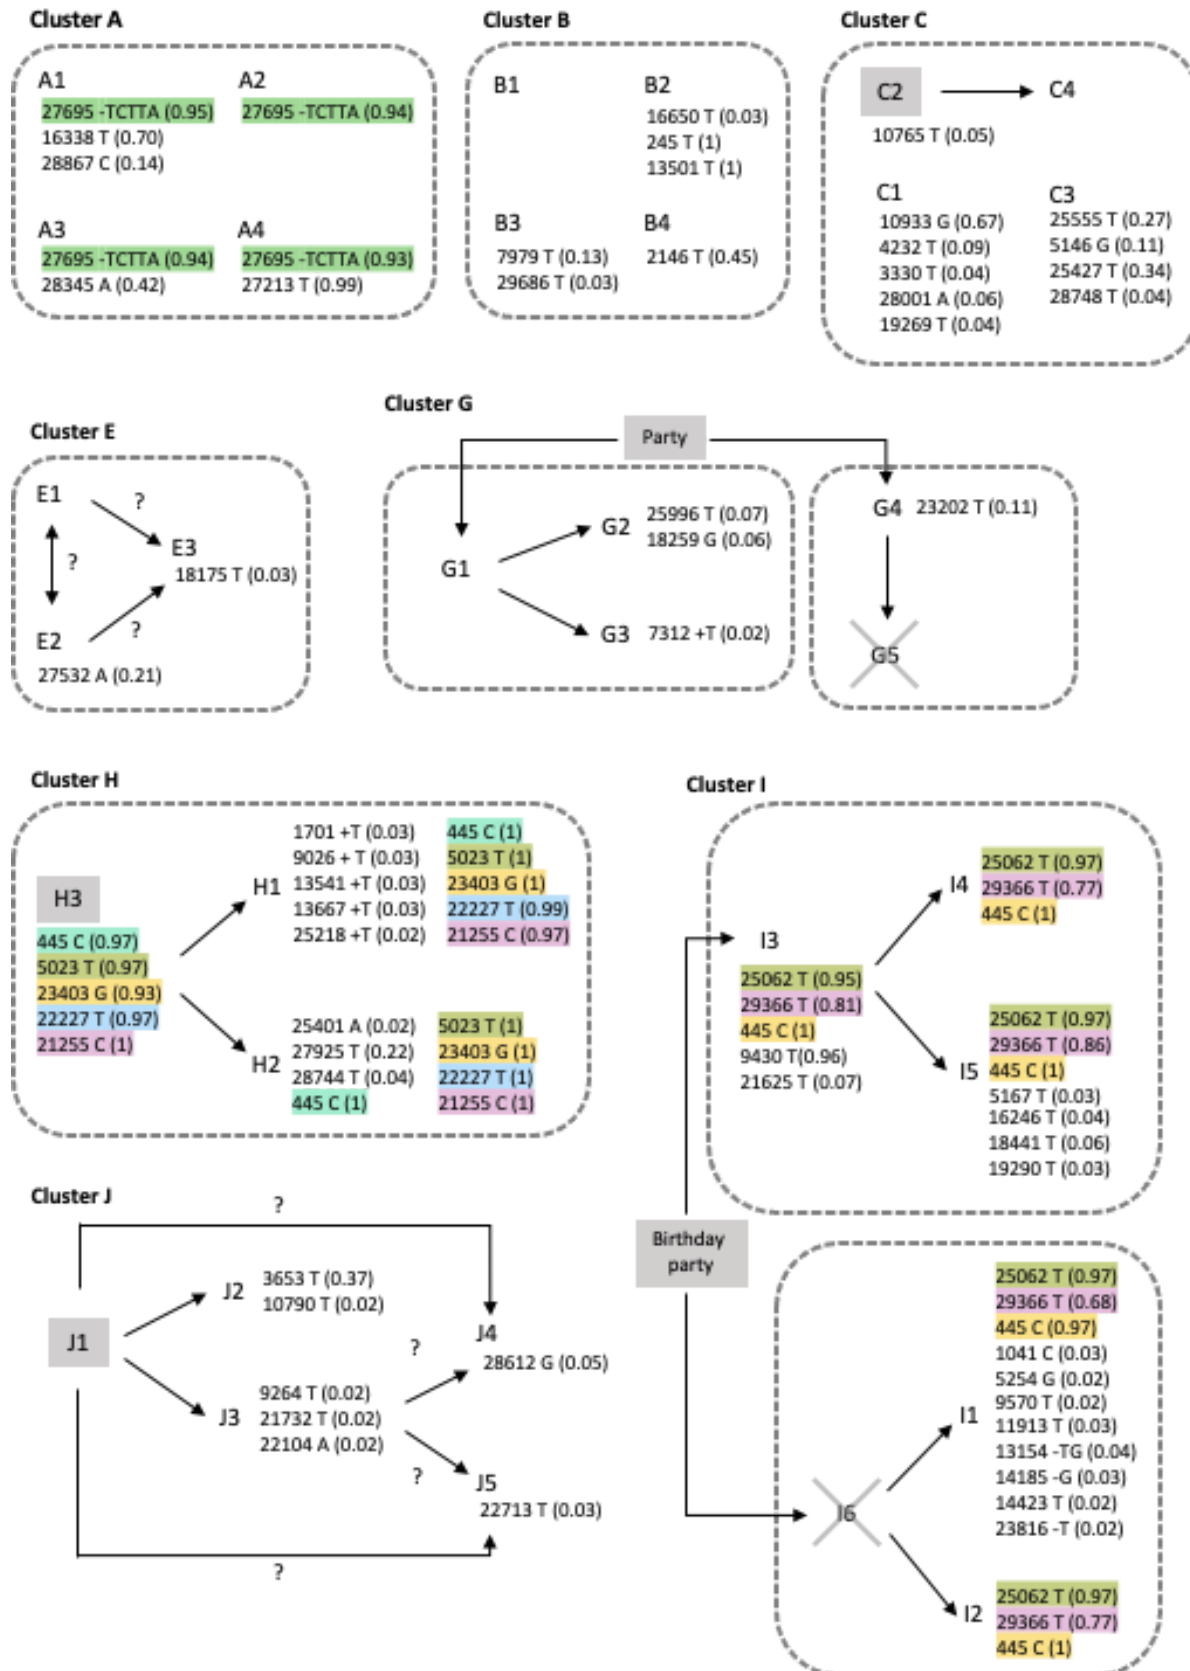 Cluster A
A1
27695 -TCTTA (0.95)
16338 T (0.70)
28867 C (0.14)
A2
27695 -TCTTA (0.94)
A3
27695 -TCTTA (0.94)
28345 A (0.42)
A4
27695 -TCTTA (0.93)
27213 T (0.99)
Cluster B
B1
B2
16650 T (0.03)
245 T (1)
13501 T (1)
B3
7979 T (0.13)
29686 T (0.03)
B4
2146 T (0.45)
Cluster C
C2
10765 T (0.05)
C4
C1
10933 G (0.67)
4232 T (0.09)
3330 T (0.04)
28001 A (0.06)
19269 T (0.04)
C3
25555 T (0.27)
5146 G (0.11)
25427 T (0.34)
28748 T (0.04)
Cluster E
E1
?
?
E3
18175 T (0.03)
E2
?
27532 A (0.21)
Cluster G
Party
G1
G2
25996 T (0.07)
18259 G (0.06)
G3
7312 +T (0.02)
G4
23202 T (0.11)
G5
Cluster H
H3
445 C (0.97)
5023 T (0.97)
23403 G (0.93)
22227 T (0.97)
21255 C (1)
H1
1701 +T (0.03)
9026 + T (0.03)
13541 +T (0.03)
13667 +T (0.03)
25218 +T (0.02)
445 C (1)
5023 T (1)
23403 G (1)
22227 T (0.99)
21255 C (0.97)
H2
25401 A (0.02)
27925 T (0.22)
28744 T (0.04)
445 C (1)
5023 T (1)
23403 G (1)
22227 T (1)
21255 C (1)
Cluster I
I3
25062 T (0.95)
29366 T (0.81)
445 C (1)
9430 T(0.96)
21625 T (0.07)
I4
25062 T (0.97)
29366 T (0.77)
445 C (1)
I5
25062 T (0.97)
29366 T (0.86)
445 C (1)
5167 T (0.03)
16246 T (0.04)
18441 T (0.06)
19290 T (0.03)
Birthday
party
I6
I1
25062 T (0.97)
29366 T (0.68)
445 C (0.97)
1041 C (0.03)
5254 G (0.02)
9570 T (0.02)
11913 T (0.03)
13154 -TG (0.04)
14185 -G (0.03)
14423 T (0.02)
23816 -T (0.02)
I2
25062 T (0.97)
29366 T (0.77)
445 C (1)
Cluster J
?
J1
J2
3653 T (0.37)
10790 T (0.02)
J3
9264 T (0.02)
21732 T (0.02)
22104 A (0.02)
?
J4
28612 G (0.05)
?
J5
22713 T (0.03)
?